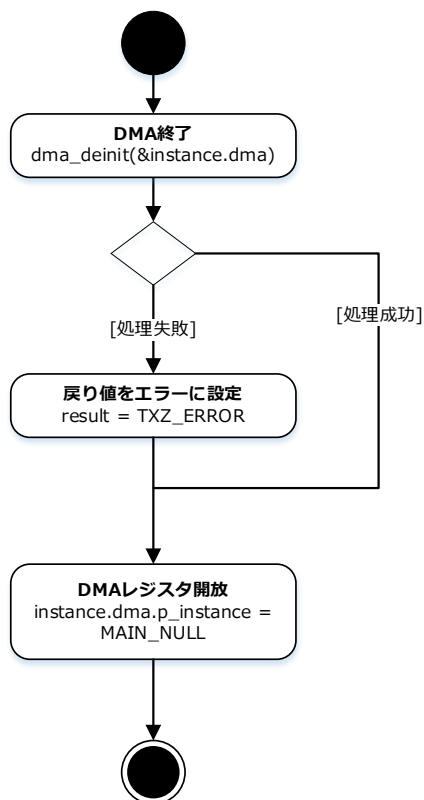 DMA終了
dma_deinit(&instance.dma)
[処理成功]
[処理失敗]
戻り値をエラーに設定
result = TXZ_ERROR
DMAレジスタ開放
instance.dma.p_instance =
MAIN_NULL